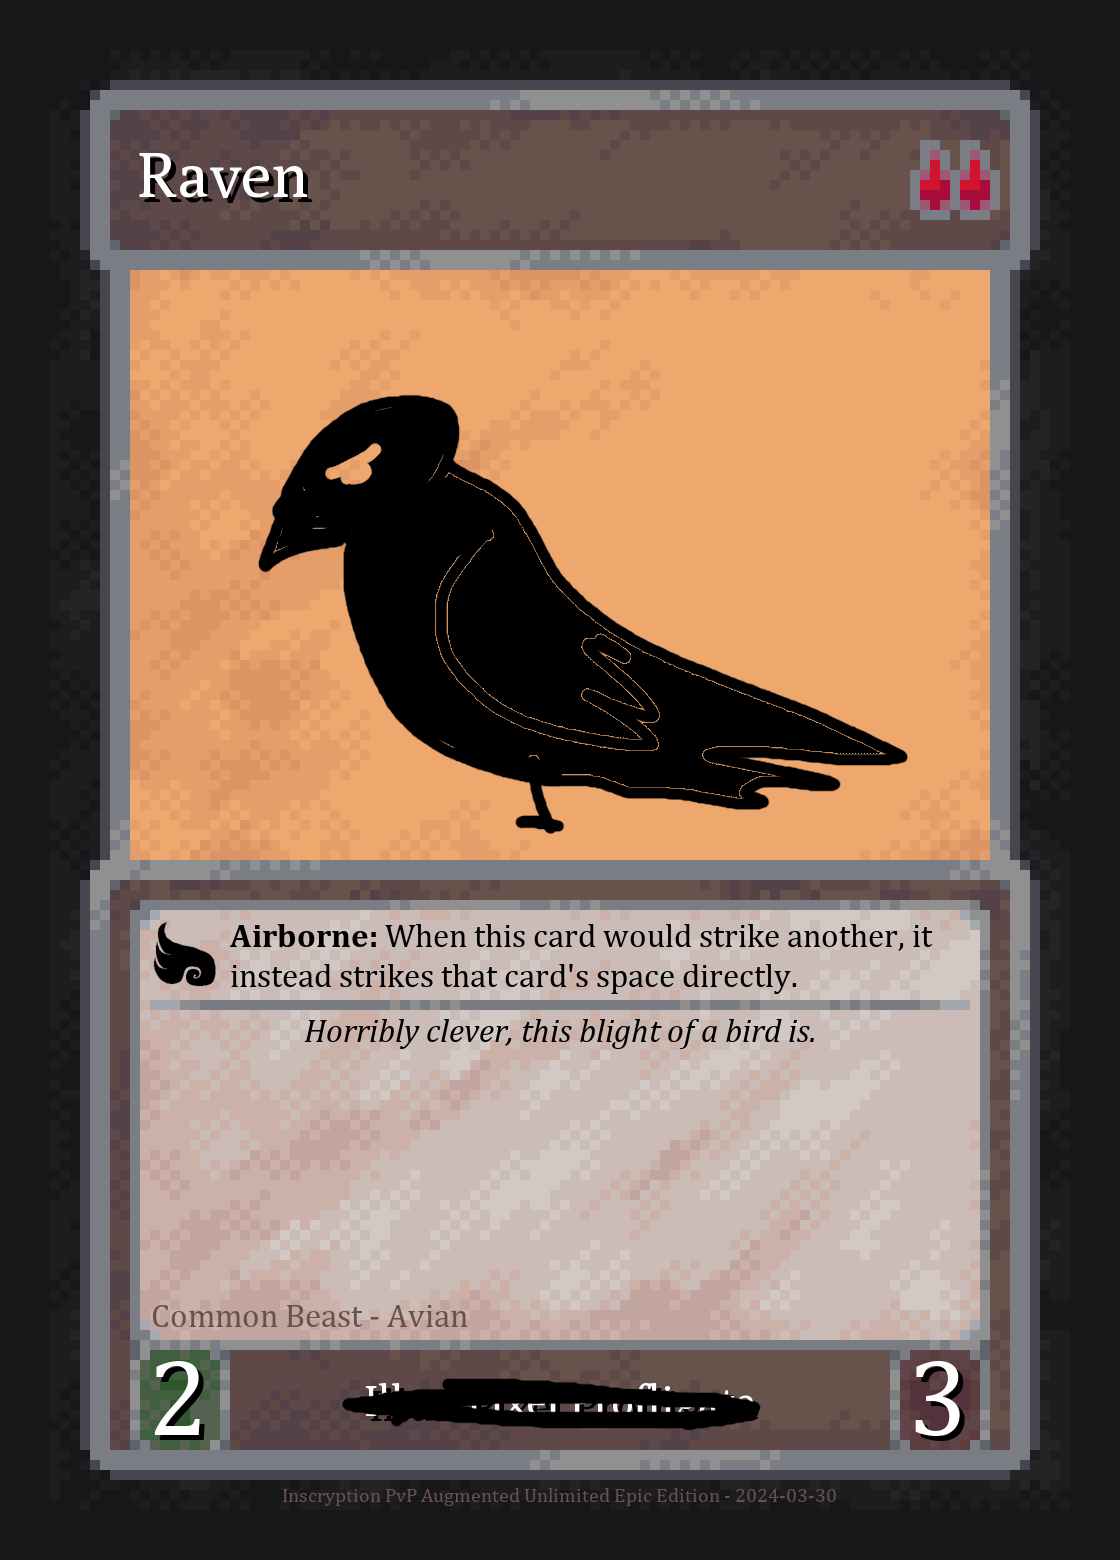 Raven
Airborne: When this card would strike another, it
instead strikes that card's space directly.
Horribly clever, this blight of a bird is.
Common Beast - Avian
2
3
Inscryption PvP Augmented Unlimited Epic Edition - 2024-03-30